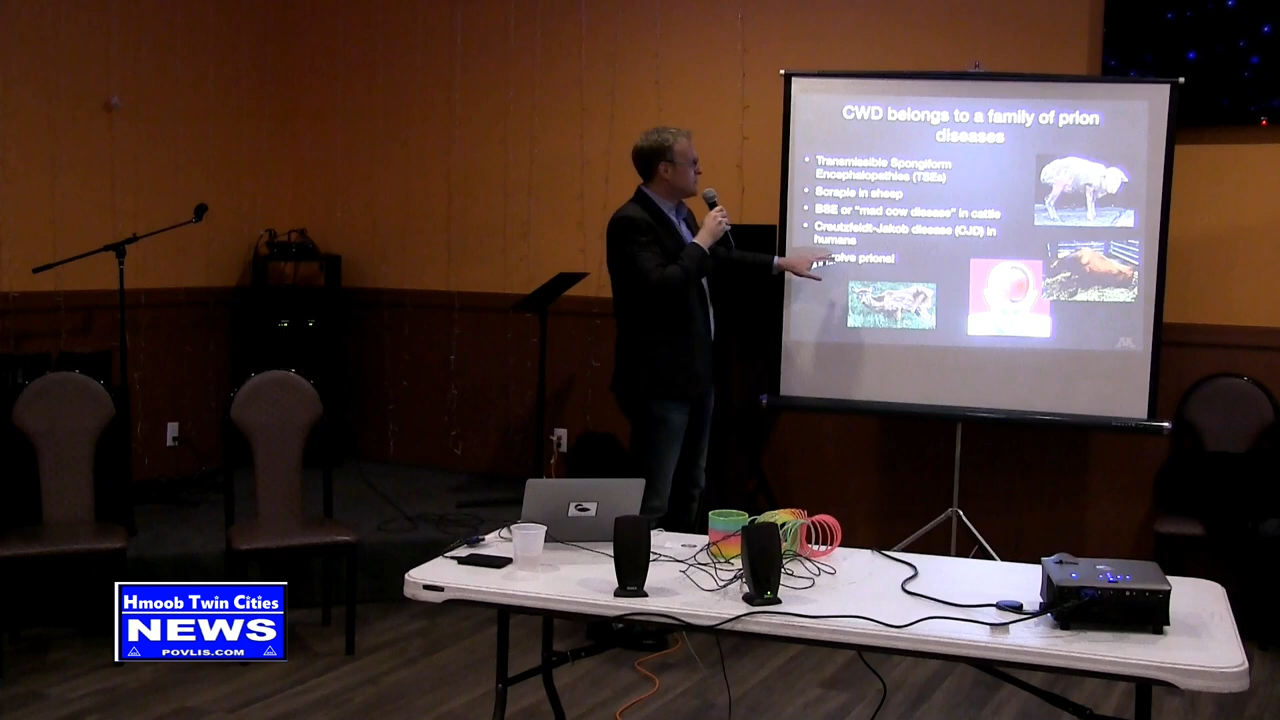 CWD belongs to a family of prion
diseases
• Transmissible Spongiform
Encephalopathies (TSEs)
• Scrapie in sheep
• BSE or "mad cow disease" in cattle
• Creutzfeldt-Jakob disease (CJD) in
humans
prions!
Hmoob Twin Cities
NEWS
POVLIS.COM